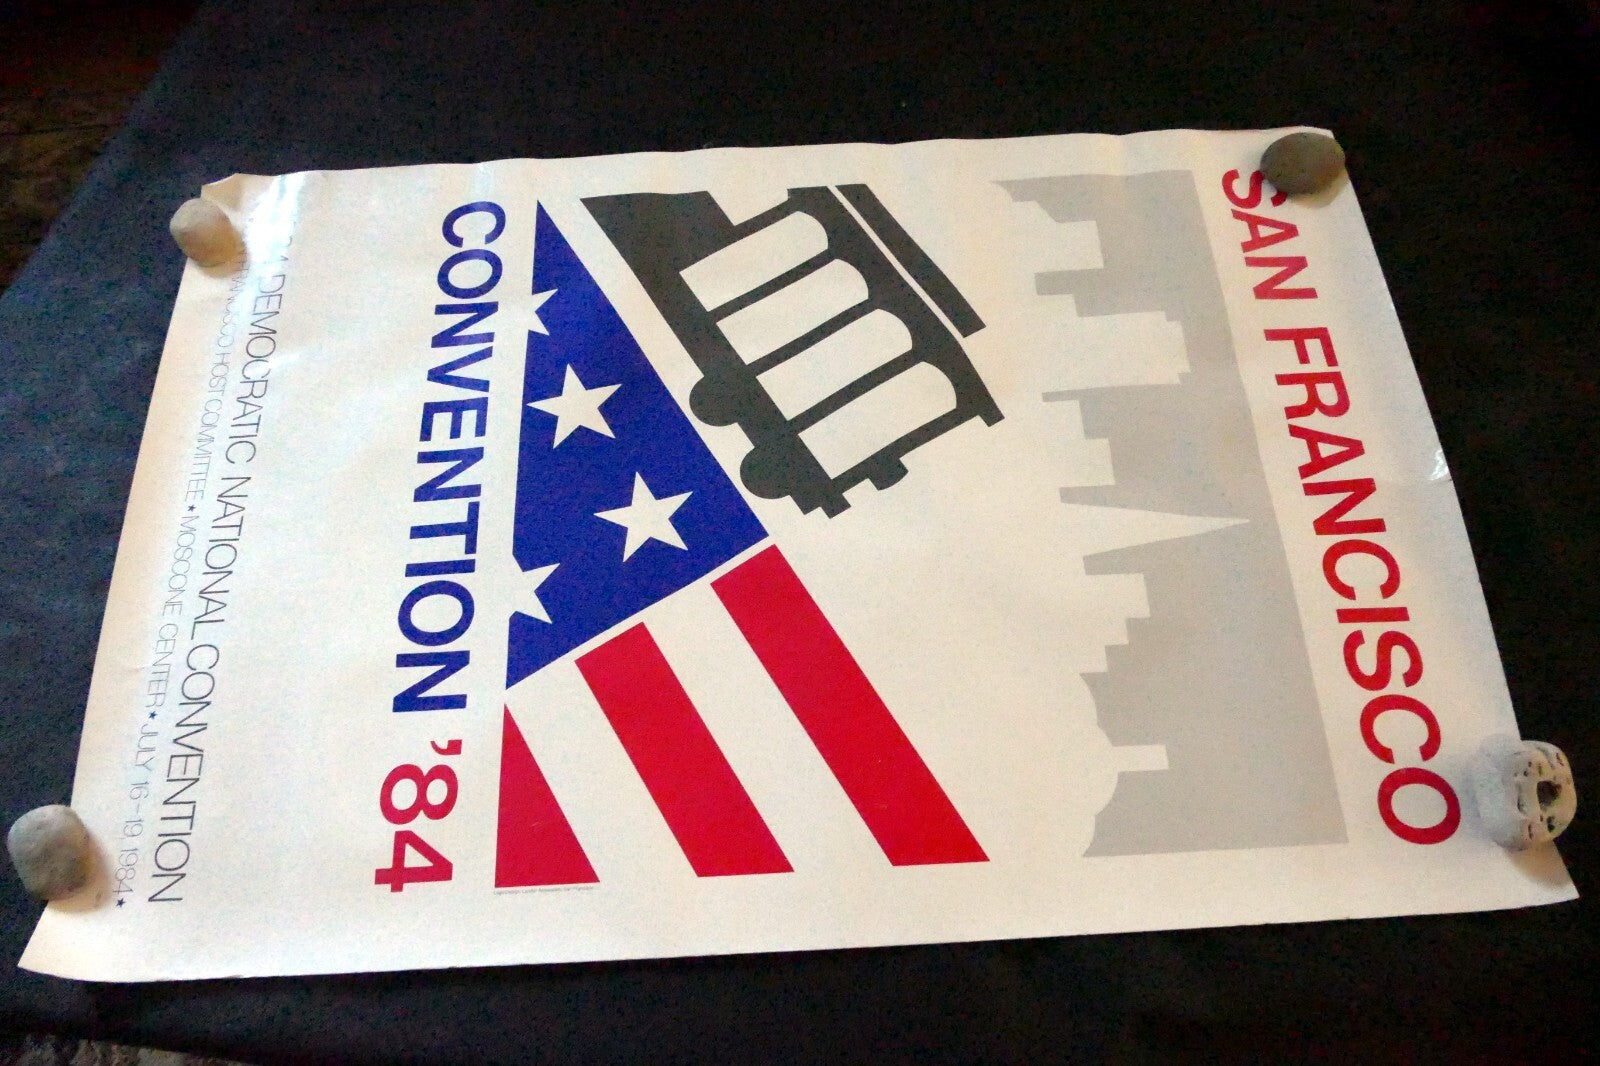 SAN FRANCISCO
CONVENTION '84
DEMOCRATIC NATIONAL CONVENTION
HOST COMMITTEE ★ MOSCONE CENTER ★ JULY 16-19, 1984 ★